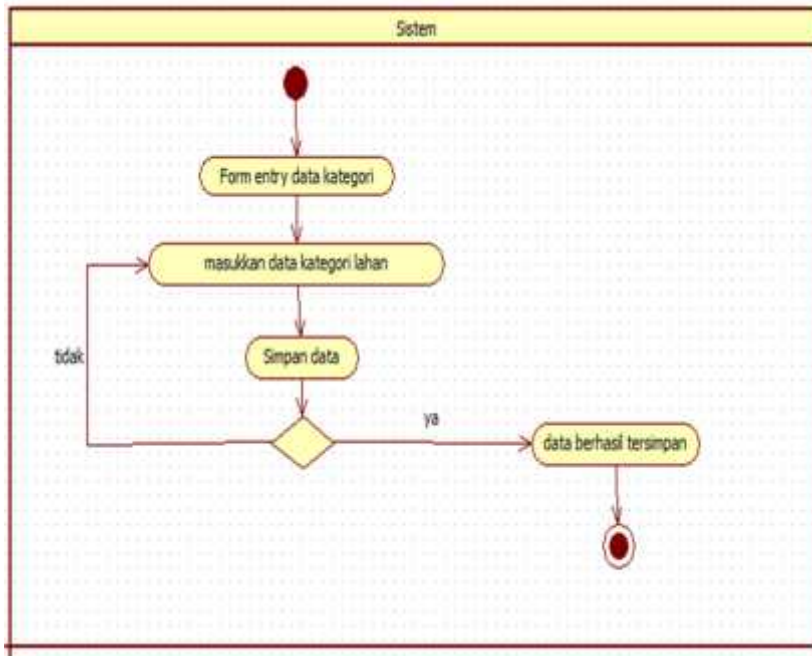 Sistem
Form entry data kategori
masukkan data kategori lahan
Simpan data
tidak
ya
data berhasil tersimpan